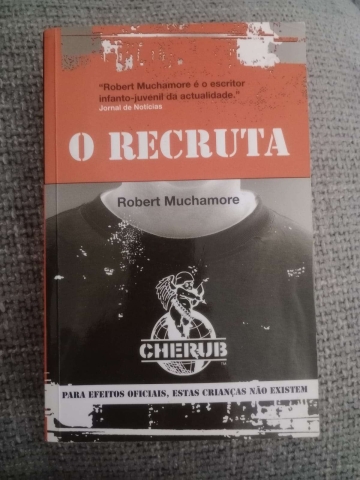 “Robert Muchamore é o escritor
infanto-juvenil da actualidade.”
Jornal de Notícias
O RECRUTA
Robert Muchamore
CHERUB
PARA EFEITOS OFICIAIS, ESTAS CRIANÇAS NÃO EXISTEM